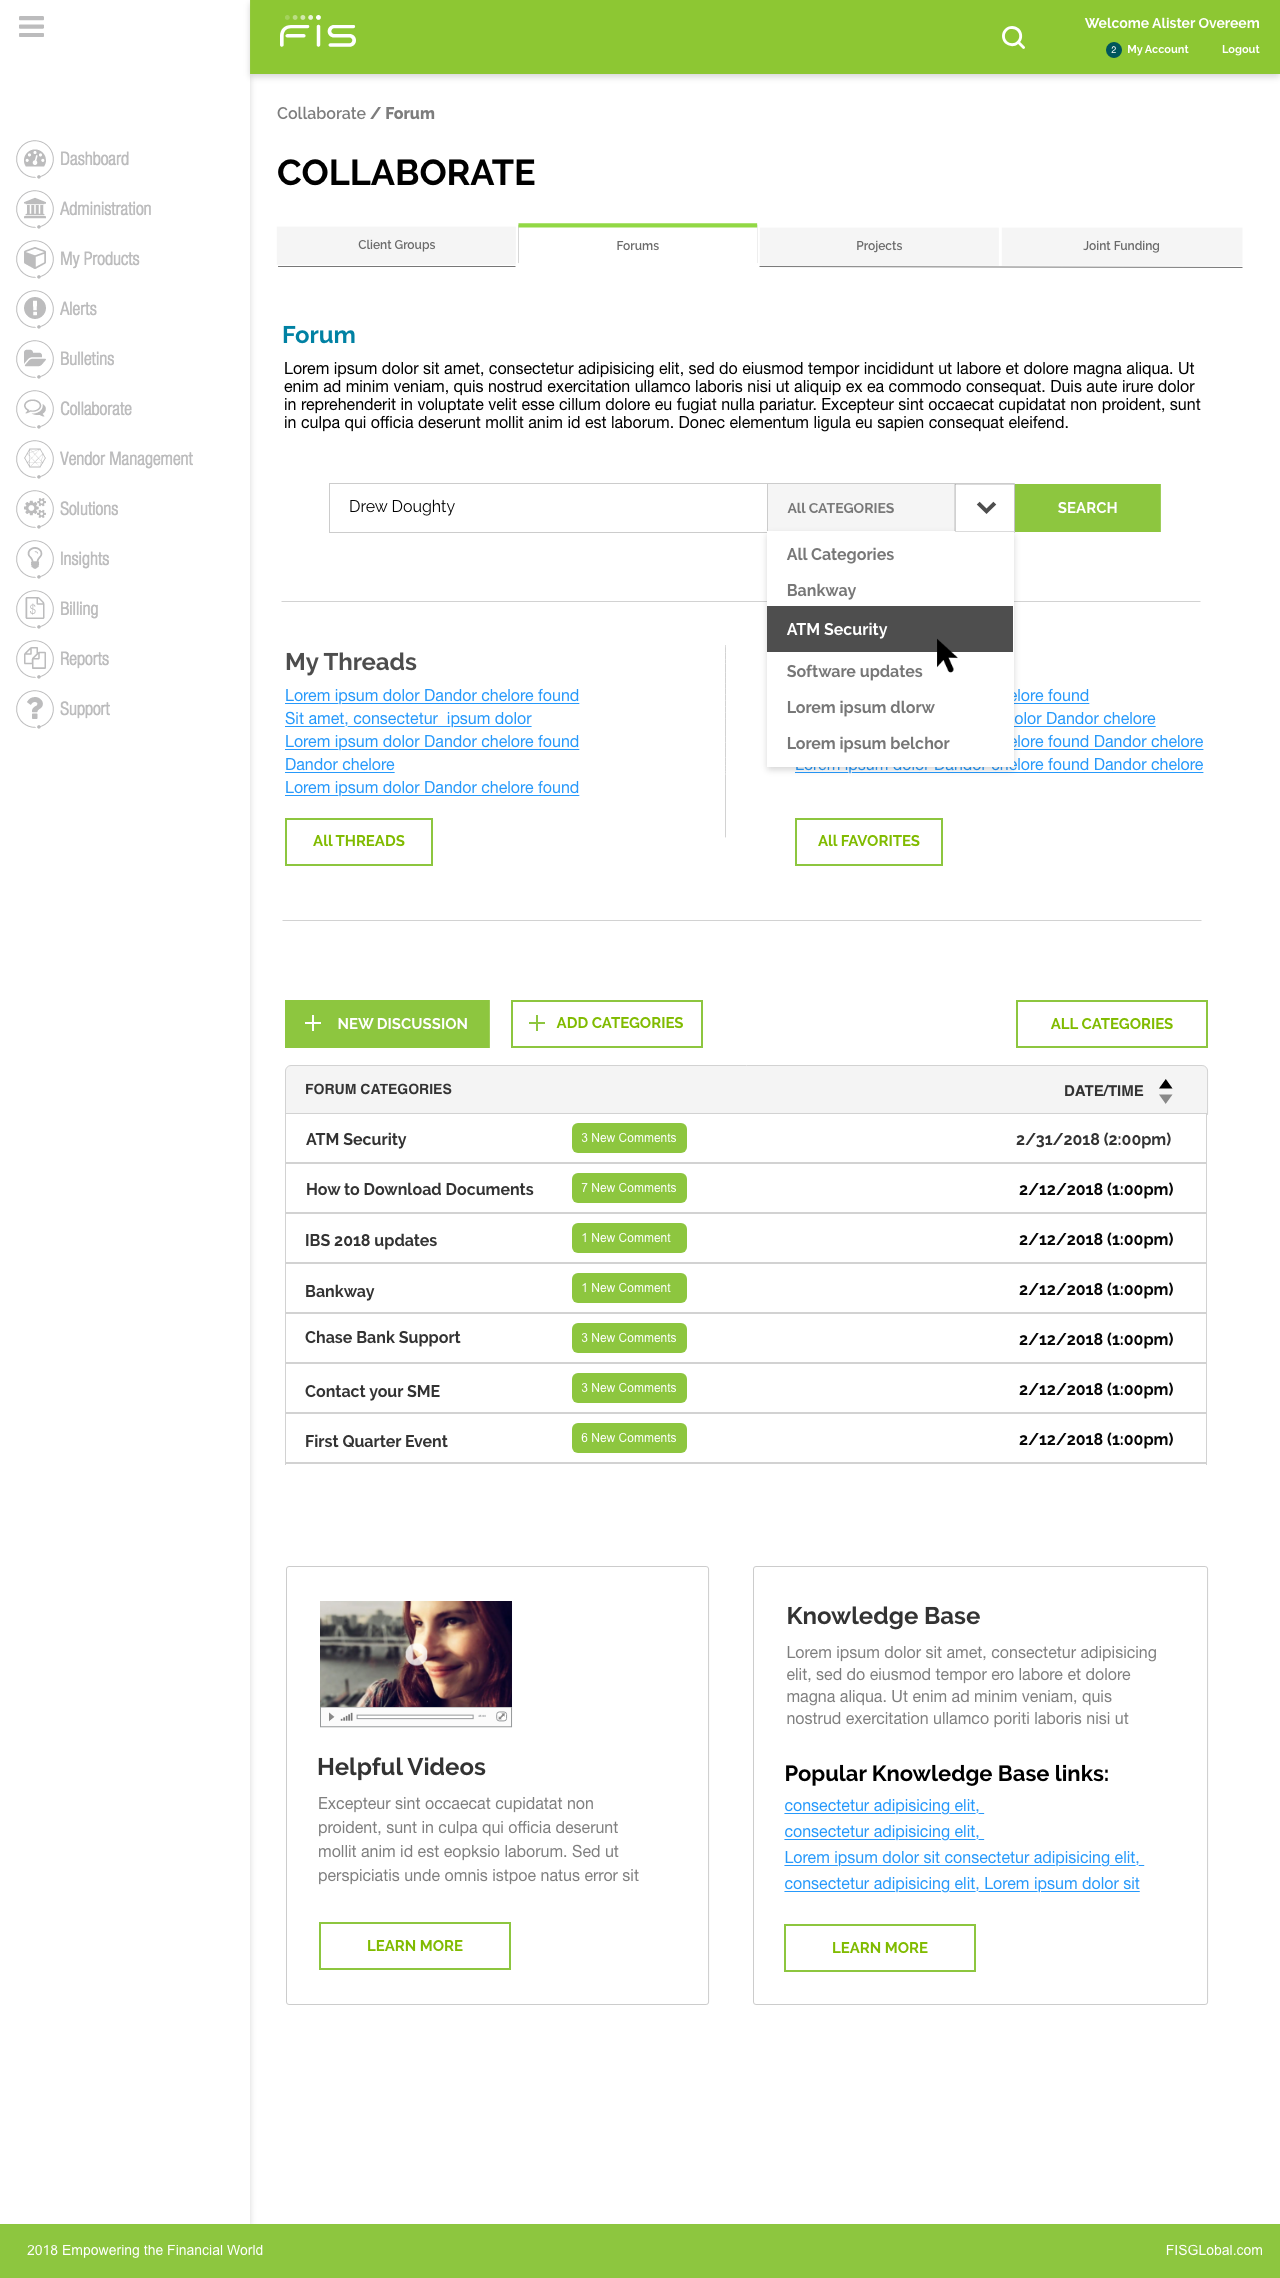 FIS
Welcome Alister Overeem
2 My Account Logout
Dashboard
Administration
My Products
Alerts
Bulletins
Collaborate
Vendor Management
Solutions
Insights
$ Billing
Reports
Support
Collaborate / Forum
COLLABORATE
Client Groups
Forums
Projects
Joint Funding
Forum
Lorem ipsum dolor sit amet, consectetur adipisicing elit, sed do eiusmod tempor incididunt ut labore et dolore magna aliqua. Ut
enim ad minim veniam, quis nostrud exercitation ullamco laboris nisi ut aliquip ex ea commodo consequat. Duis aute irure dolor
in reprehenderit in voluptate velit esse cillum dolore eu fugiat nulla pariatur. Excepteur sint occaecat cupidatat non proident, sunt
in culpa qui officia deserunt mollit anim id est laborum. Donec elementum ligula eu sapien consequat eleifend.
Drew Doughty
All CATEGORIES
SEARCH
All Categories
Bankway
ATM Security
Software updates
Lorem ipsum dlorw
Lorem ipsum belchor
My Threads
Lorem ipsum dolor Dandor chelore found
Sit amet, consectetur  ipsum dolor
Lorem ipsum dolor Dandor chelore found
Dandor chelore
Lorem ipsum dolor Dandor chelore found
All THREADS
elore found
olor Dandor chelore
elore found Dandor chelore
Lorem ipsum dolor Dandor chelore found Dandor chelore
All FAVORITES
NEW DISCUSSION
ADD CATEGORIES
ALL CATEGORIES
FORUM CATEGORIES DATE/TIME
ATM Security 3 New Comments 2/31/2018 (2:00pm)
How to Download Documents 7 New Comments 2/12/2018 (1:00pm)
IBS 2018 updates 1 New Comment 2/12/2018 (1:00pm)
Bankway 1 New Comment 2/12/2018 (1:00pm)
Chase Bank Support 3 New Comments 2/12/2018 (1:00pm)
Contact your SME 3 New Comments 2/12/2018 (1:00pm)
First Quarter Event 6 New Comments 2/12/2018 (1:00pm)
Helpful Videos
Excepteur sint occaecat cupidatat non
proident, sunt in culpa qui officia deserunt
mollit anim id est eopksio laborum. Sed ut
perspiciatis unde omnis istpoe natus error sit
LEARN MORE
Knowledge Base
Lorem ipsum dolor sit amet, consectetur adipisicing
elit, sed do eiusmod tempor ero labore et dolore
magna aliqua. Ut enim ad minim veniam, quis
nostrud exercitation ullamco poriti laboris nisi ut
Popular Knowledge Base links:
consectetur adipisicing elit,
consectetur adipisicing elit,
Lorem ipsum dolor sit consectetur adipisicing elit,
consectetur adipisicing elit, Lorem ipsum dolor sit
LEARN MORE
2018 Empowering the Financial World
FISGLobal.com